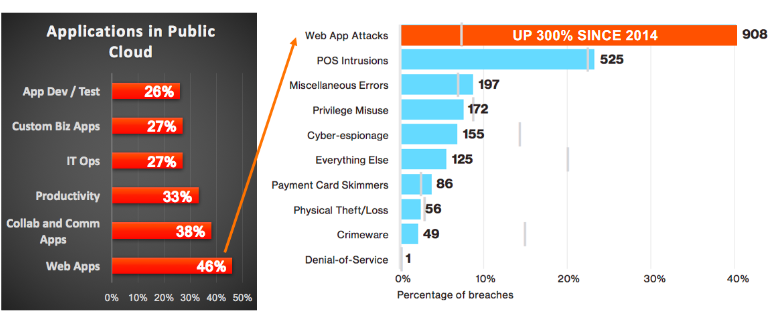 Applications in Public
Cloud
App Dev / Test
26%
Custom Biz Apps
27%
IT Ops
27%
Productivity
33%
Collab and Comm
Apps
38%
Web Apps
46%
0% 10% 20% 30% 40% 50%
Web App Attacks
UP 300% SINCE 2014
908
POS Intrusions
525
Miscellaneous Errors
197
Privilege Misuse
172
Cyber-espionage
155
Everything Else
125
Payment Card Skimmers
86
Physical Theft/Loss
56
Crimeware
49
Denial-of-Service
1
0% 10% 20% 30% 40%
Percentage of breaches